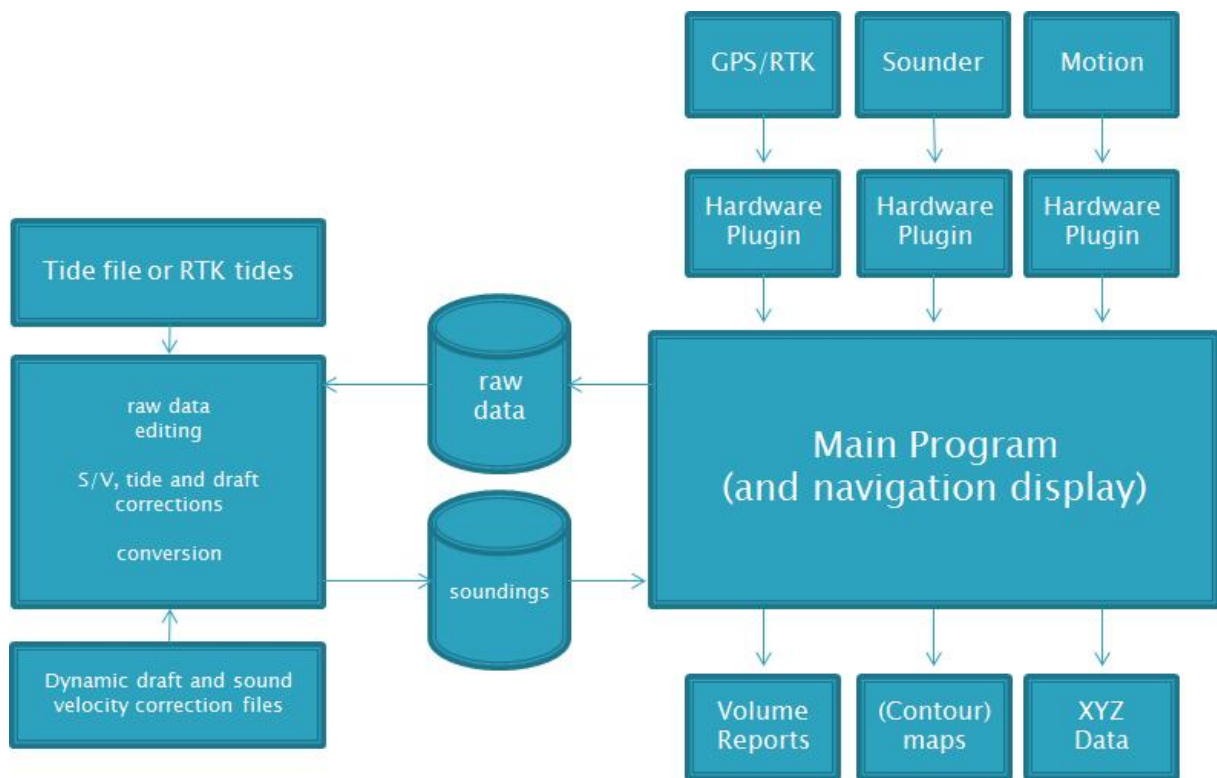 GPS/RTK
Sounder
Motion
Hardware
Plugin
Hardware
Plugin
Hardware
Plugin
Tide file or RTK tides
raw data
editing
S/V, tide and draft
corrections
conversion
Dynamic draft and sound
velocity correction files
raw
data
soundings
Main Program
(and navigation display)
Volume
Reports
(Contour)
maps
XYZ
Data